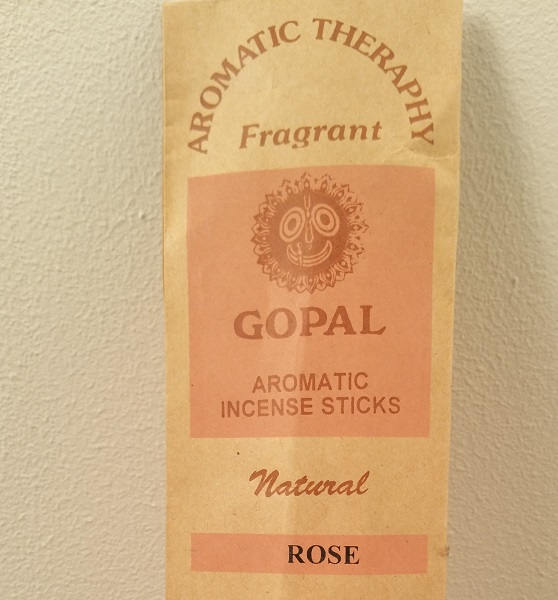 AROMATIC THERAPHY
Fragrant
GOPAL
AROMATIC
INCENSE STICKS
Natural
ROSE